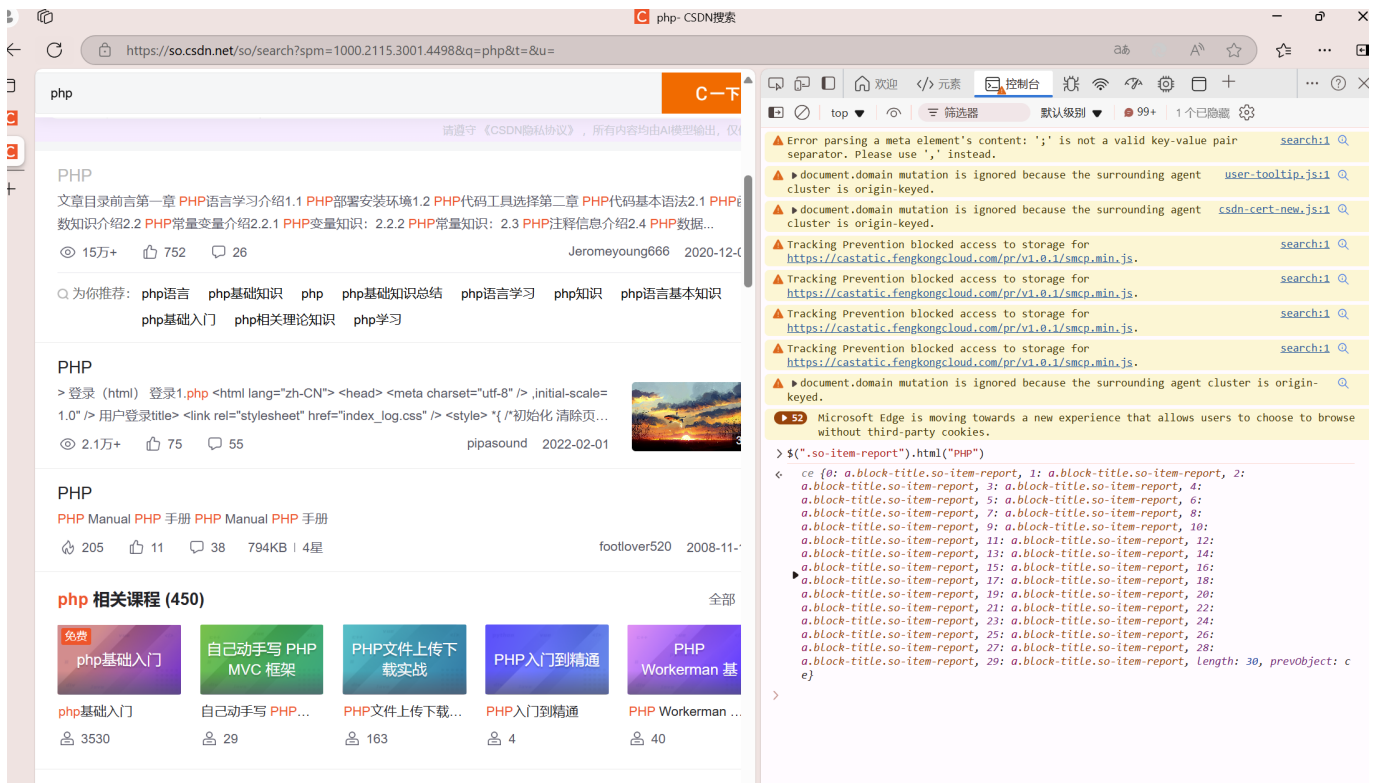 php- CSDN搜索
https://so.csdn.net/so/search?spm=1000.2115.3001.4498&q=php&t=&u=
php
C一下
请遵守 《CSDN隐私协议》 ，所有内容均由AI模型输出，仅
PHP
文章目录前言第一章 PHP语言学习介绍1.1 PHP部署安装环境1.2 PHP代码工具选择第二章 PHP代码基本语法2.1 PHP
数知识介绍2.2 PHP常量变量介绍2.2.1 PHP变量知识：2.2.2 PHP常量知识：2.3 PHP注释信息介绍2.4 PHP数据...
15万+ 752 26 Jeromeyoung666 2020-12-
为你推荐： php语言 php基础知识 php php基础知识总结 php语言学习 php知识 php语言基本知识
php基础入门 php相关理论知识 php学习
PHP
> 登录（html） 登录1.php <html lang="zh-CN"> <head> <meta charset="utf-8" /> ,initial-scale=
1.0" /> 用户登录title> <link rel="stylesheet" href="index_log.css" /> <style> *{ /*初始化 清除页…
2.1万+ 75 55 pipasound 2022-02-01
PHP
PHP Manual PHP 手册 PHP Manual PHP 手册
205 11 38 794KB | 4星 footlover520 2008-11-
php 相关课程 (450) 全部
免费
php基础入门
自己动手写 PHP
MVC 框架
PHP文件上传下
载实战
PHP入门到精通
PHP
Workerman 基
php基础入门 自己动手写 PHP… PHP文件上传下载… PHP入门到精通 PHP Workerman …
3530 29 163 4 40
欢迎 </> 元素 控制台
top 筛选器 默认级别 99+ 1 个已隐藏
Error parsing a meta element's content: ';' is not a valid key-value pair search:1
separator. Please use ',' instead.
document.domain mutation is ignored because the surrounding agent user-tooltip.js:1
cluster is origin-keyed.
document.domain mutation is ignored because the surrounding agent csdn-cert-new.js:1
cluster is origin-keyed.
Tracking Prevention blocked access to storage for search:1
https://castatic.fengkongcloud.com/pr/v1.0.1/smcp.min.js.
Tracking Prevention blocked access to storage for search:1
https://castatic.fengkongcloud.com/pr/v1.0.1/smcp.min.js.
Tracking Prevention blocked access to storage for search:1
https://castatic.fengkongcloud.com/pr/v1.0.1/smcp.min.js.
Tracking Prevention blocked access to storage for search:1
https://castatic.fengkongcloud.com/pr/v1.0.1/smcp.min.js.
document.domain mutation is ignored because the surrounding agent cluster is origin-
keyed.
52 Microsoft Edge is moving towards a new experience that allows users to choose to browse
without third-party cookies.
> $(".so-item-report").html("PHP")
ce {0: a.block-title.so-item-report, 1: a.block-title.so-item-report, 2:
a.block-title.so-item-report, 3: a.block-title.so-item-report, 4:
a.block-title.so-item-report, 5: a.block-title.so-item-report, 6:
a.block-title.so-item-report, 7: a.block-title.so-item-report, 8:
a.block-title.so-item-report, 9: a.block-title.so-item-report, 10:
a.block-title.so-item-report, 11: a.block-title.so-item-report, 12:
a.block-title.so-item-report, 13: a.block-title.so-item-report, 14:
a.block-title.so-item-report, 15: a.block-title.so-item-report, 16:
a.block-title.so-item-report, 17: a.block-title.so-item-report, 18:
a.block-title.so-item-report, 19: a.block-title.so-item-report, 20:
a.block-title.so-item-report, 21: a.block-title.so-item-report, 22:
a.block-title.so-item-report, 23: a.block-title.so-item-report, 24:
a.block-title.so-item-report, 25: a.block-title.so-item-report, 26:
a.block-title.so-item-report, 27: a.block-title.so-item-report, 28:
a.block-title.so-item-report, 29: a.block-title.so-item-report, length: 30, prevObject: c
e}